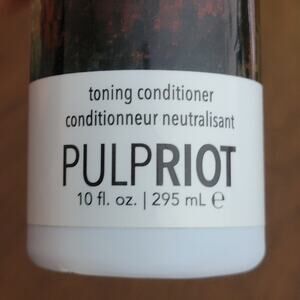 toning conditioner
conditionneur neutralisant
PULPRIOT
10 fl. oz. | 295 mL ℮